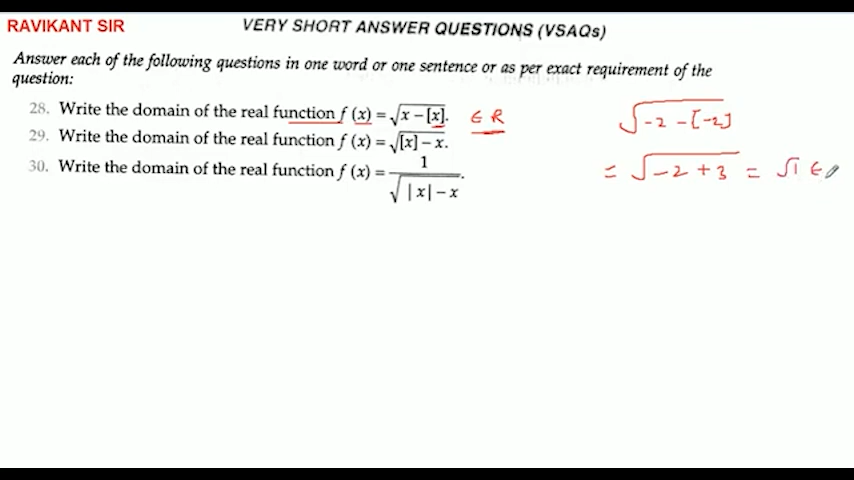 RAVIKANT SIR
VERY SHORT ANSWER QUESTIONS (VSAQs)
Answer each of the following questions in one word or one sentence or as per exact requirement of the
question:
28. Write the domain of the real function f (x) = √x − [x]. ∈ R
29. Write the domain of the real function f (x) = √[x] − x.
30. Write the domain of the real function f (x) = 1/√|x| − x.
√-2 - [-2]
= √-2 + 3 = √1 ∈